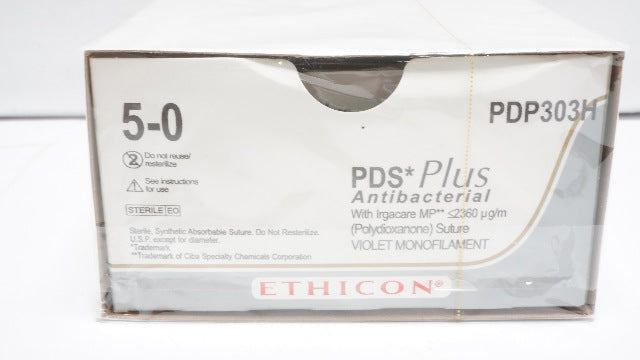 5-0
PDP303H
Do not reuse/
resterilize
See instructions
for use
STERILE EO
PDS* Plus
Antibacterial
With Irgacare MP** ≤2360 µg/m
(Polydioxanone) Suture
VIOLET MONOFILAMENT
Sterile, Synthetic Absorbable Suture. Do Not Resterilize.
U.S.P. except for diameter.
*Trademark
**Trademark of Ciba Specialty Chemicals Corporation
ETHICON®